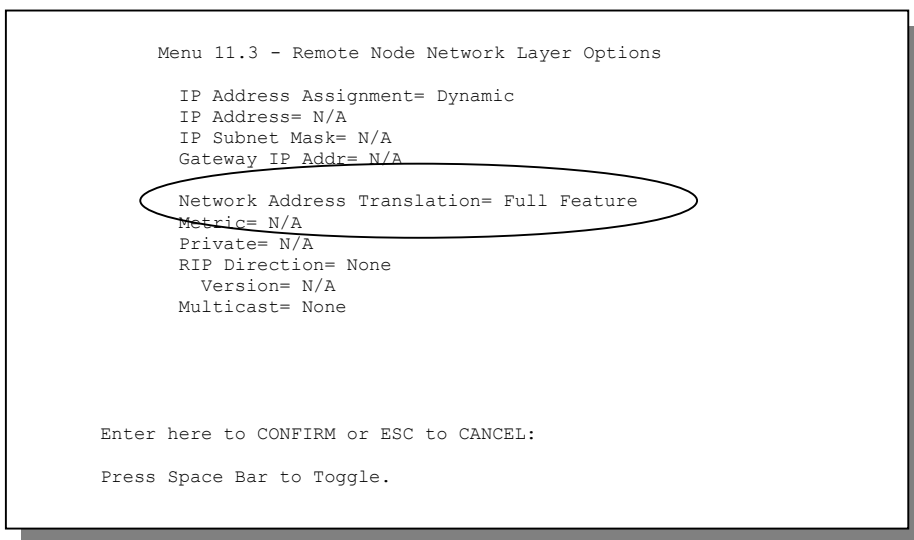 Menu 11.3 - Remote Node Network Layer Options
IP Address Assignment= Dynamic
IP Address= N/A
IP Subnet Mask= N/A
Gateway IP Addr= N/A
Network Address Translation= Full Feature
Metric= N/A
Private= N/A
RIP Direction= None
Version= N/A
Multicast= None
Enter here to CONFIRM or ESC to CANCEL:
Press Space Bar to Toggle.